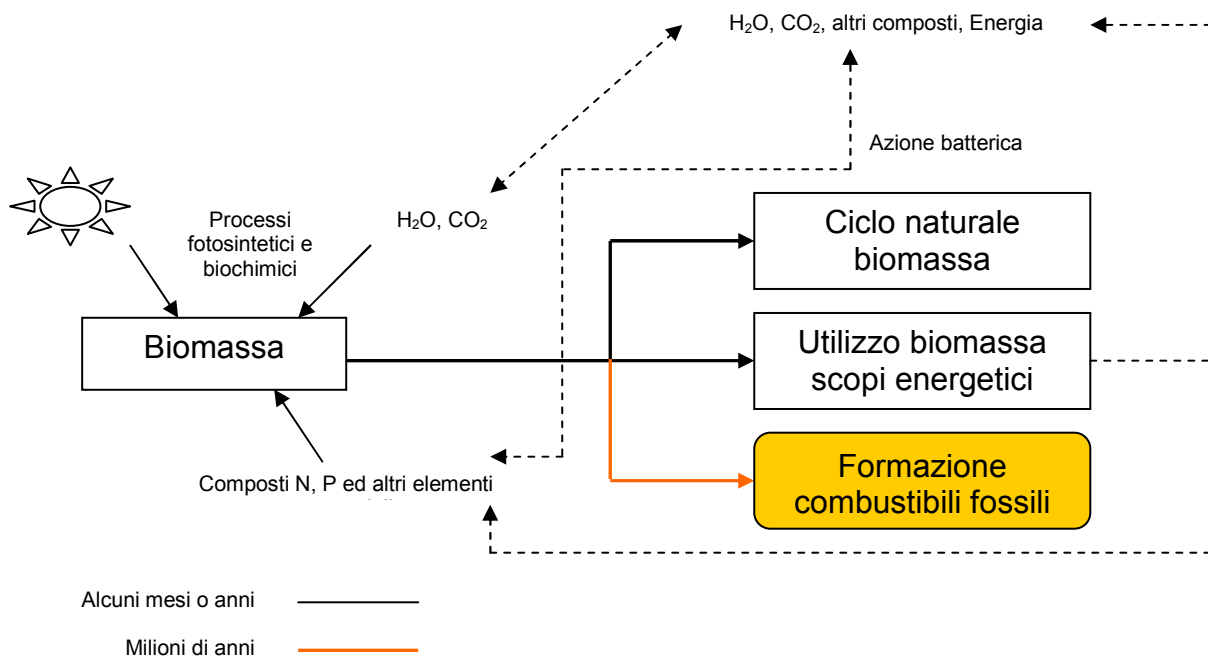 H₂O, CO₂, altri composti, Energia
Azione batterica
Processi
fotosintetici e
biochimici
H₂O, CO₂
Ciclo naturale
biomassa
Biomassa
Utilizzo biomassa
scopi energetici
Formazione
combustibili fossili
Composti N, P ed altri elementi
Alcuni mesi o anni
Milioni di anni